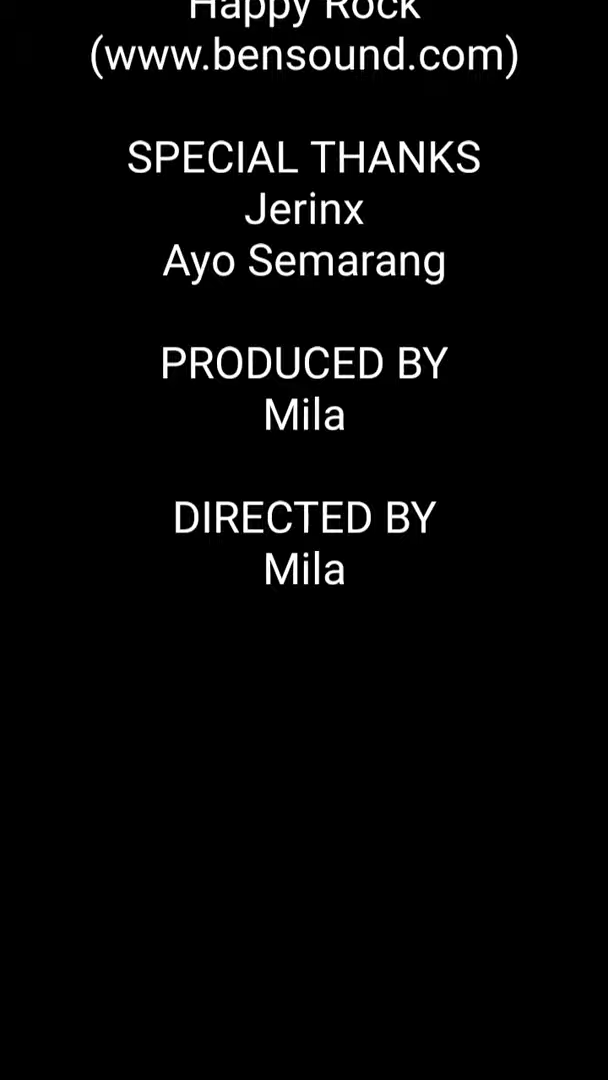 Happy Rock
(www.bensound.com)
SPECIAL THANKS
Jerinx
Ayo Semarang
PRODUCED BY
Mila
DIRECTED BY
Mila